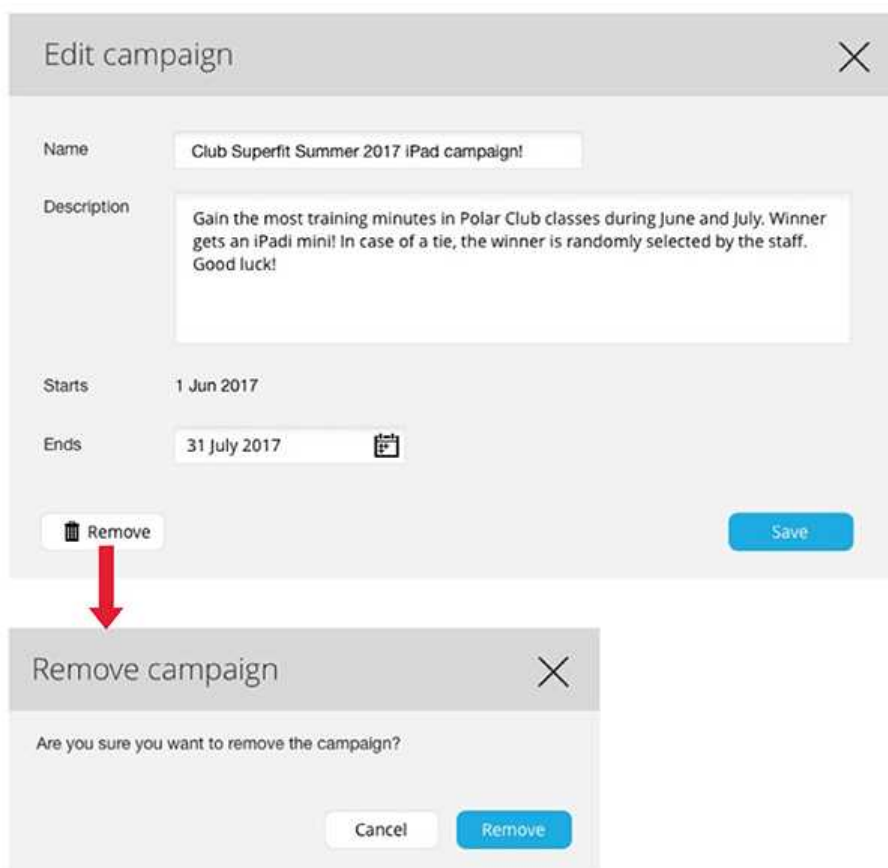 Edit campaign
Name
Club Superfit Summer 2017 iPad campaign!
Description
Gain the most training minutes in Polar Club classes during June and July. Winner
gets an iPadi mini! In case of a tie, the winner is randomly selected by the staff.
Good luck!
Starts
1 Jun 2017
Ends
31 July 2017
Remove
Save
Remove campaign
Are you sure you want to remove the campaign?
Cancel
Remove